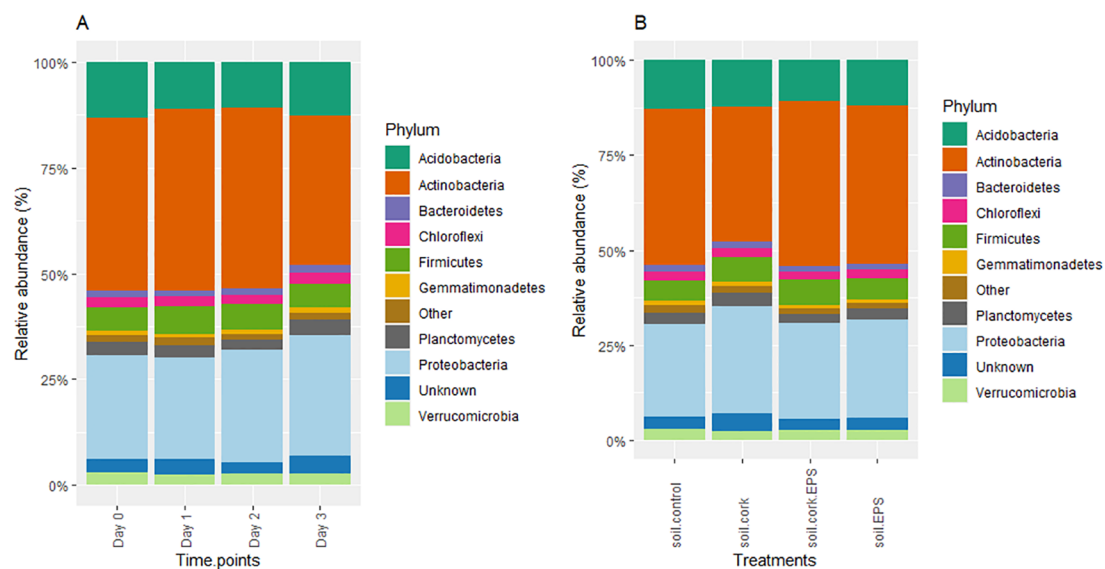 A
Relative abundance (%)
100%
75%
50%
25%
0%
Day 0
Day 1
Day 2
Day 3
Time.points
Phylum
Acidobacteria
Actinobacteria
Bacteroidetes
Chloroflexi
Firmicutes
Gemmatimonadetes
Other
Planctomycetes
Proteobacteria
Unknown
Verrucomicrobia
B
Relative abundance (%)
100%
75%
50%
25%
0%
soil.control
soil.cork
soil.cork.EPS
soil.EPS
Treatments
Phylum
Acidobacteria
Actinobacteria
Bacteroidetes
Chloroflexi
Firmicutes
Gemmatimonadetes
Other
Planctomycetes
Proteobacteria
Unknown
Verrucomicrobia